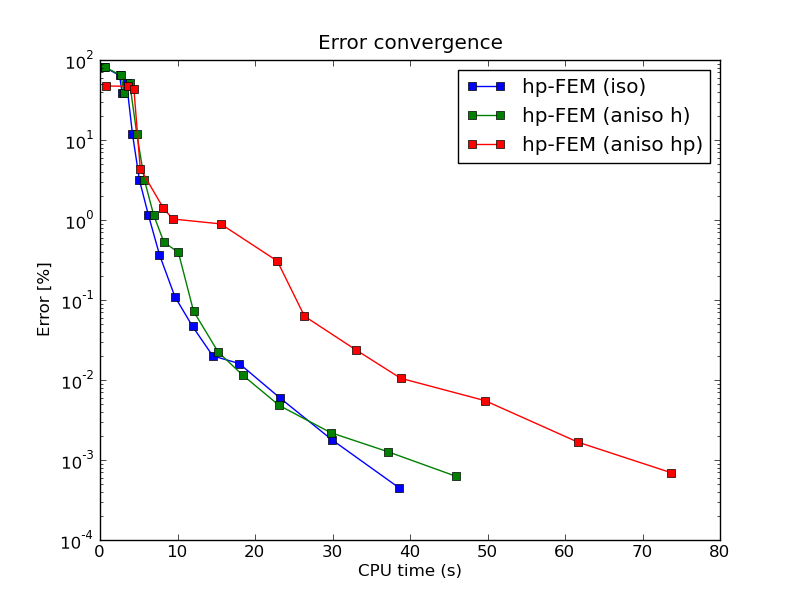 Error convergence
hp-FEM (iso)
hp-FEM (aniso h)
hp-FEM (aniso hp)
Error [%]
10^2
10^1
10^0
10^-1
10^-2
10^-3
10^-4
0 10 20 30 40 50 60 70 80
CPU time (s)